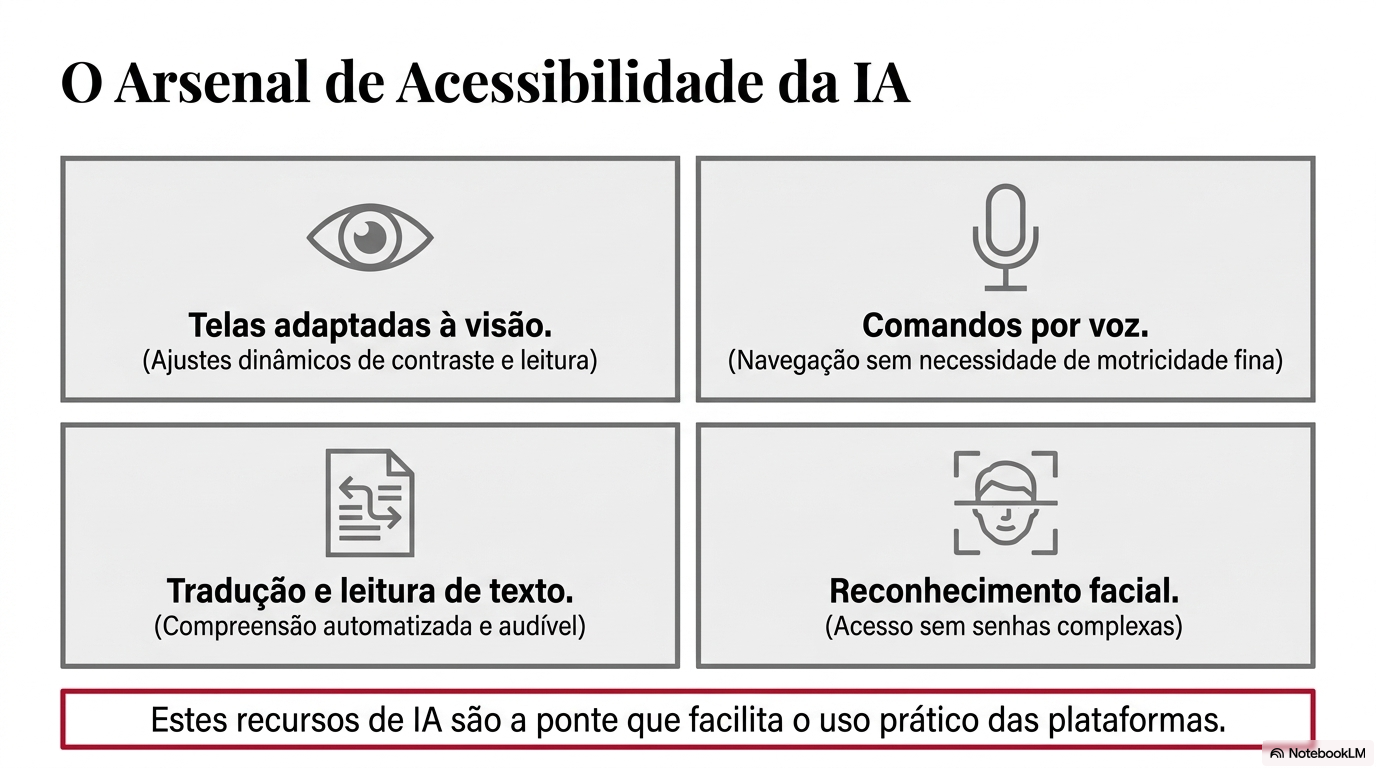 O Arsenal de Acessibilidade da IA
Telas adaptadas à visão.
(Ajustes dinâmicos de contraste e leitura)
Comandos por voz.
(Navegação sem necessidade de motricidade fina)
Tradução e leitura de texto.
(Compreensão automatizada e audível)
Reconhecimento facial.
(Acesso sem senhas complexas)
Estes recursos de IA são a ponte que facilita o uso prático das plataformas.
NotebookLM